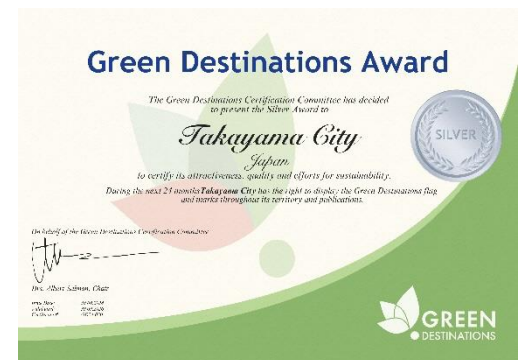 Green Destinations Award
The Green Destinations Certification Committee has decided
to present the Silver Award to
Takayama City
Japan
to certify its attractiveness, quality and efforts for sustainability.
During the next 24 months Takayama City has the right to display the Green Destinations flag
and marks throughout its territory and publications.
SILVER
On behalf of the Green Destinations Certification Committee
Drs. Albert Salman, Chair
GREEN
DESTINATIONS